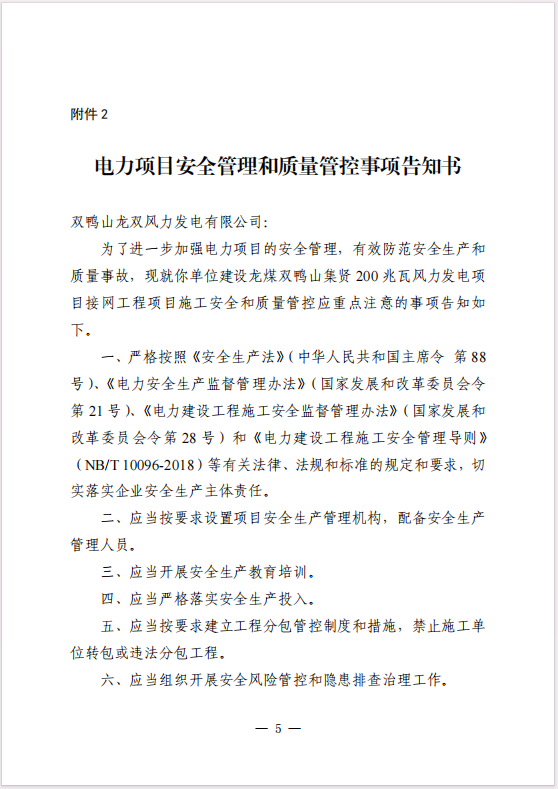 附件 2
电力项目安全管理和质量管控事项告知书
双鸭山龙双风力发电有限公司：
为了进一步加强电力项目的安全管理，有效防范安全生产和
质量事故，现就你单位建设龙煤双鸭山集贤 200 兆瓦风力发电项
目接网工程项目施工安全和质量管控应重点注意的事项告知如
下。
一、严格按照《安全生产法》（中华人民共和国主席令 第 88
号）、《电力安全生产监督管理办法》（国家发展和改革委员会令
第 21 号）、《电力建设工程施工安全监督管理办法》（国家发展和
改革委员会令第 28 号）和《电力建设工程施工安全管理导则》
（NB/T 10096-2018）等有关法律、法规和标准的规定和要求，切
实落实企业安全生产主体责任。
二、应当按要求设置项目安全生产管理机构，配备安全生产
管理人员。
三、应当开展安全生产教育培训。
四、应当严格落实安全生产投入。
五、应当按要求建立工程分包管控制度和措施，禁止施工单
位转包或违法分包工程。
六、应当组织开展安全风险管控和隐患排查治理工作。
— 5 —